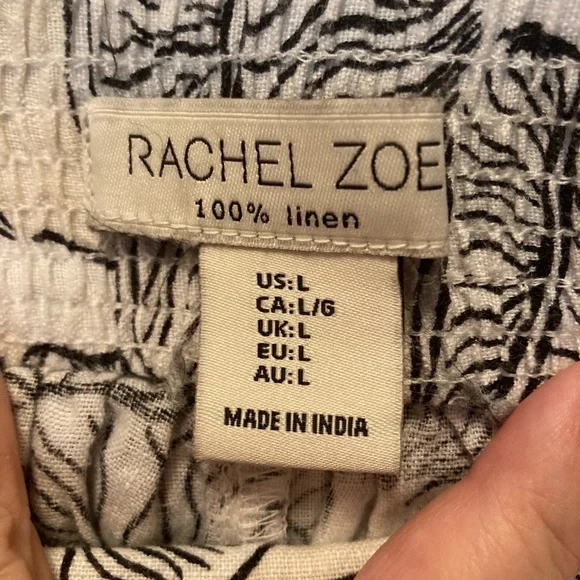 RACHEL ZOE
100% linen
US:L
CA:L/G
UK:L
EU:L
AU:L
MADE IN INDIA